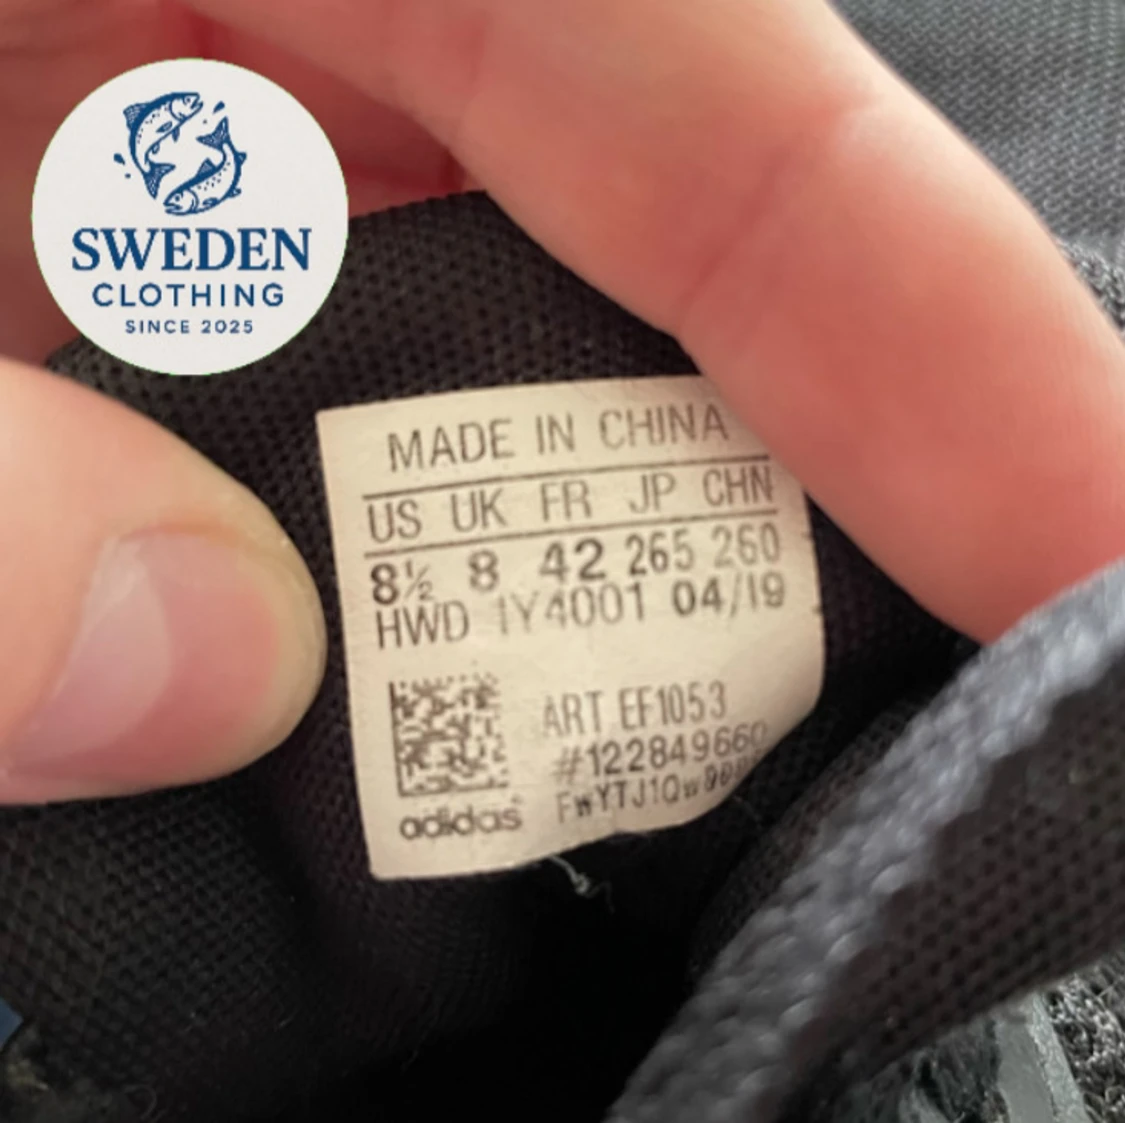 SWEDEN
CLOTHING
SINCE 2025
MADE IN CHINA
US UK FR JP CHN
8½ 8 42 265 260
HWD 1Y4001 04/19
ART EF1053
#122849660
adidas